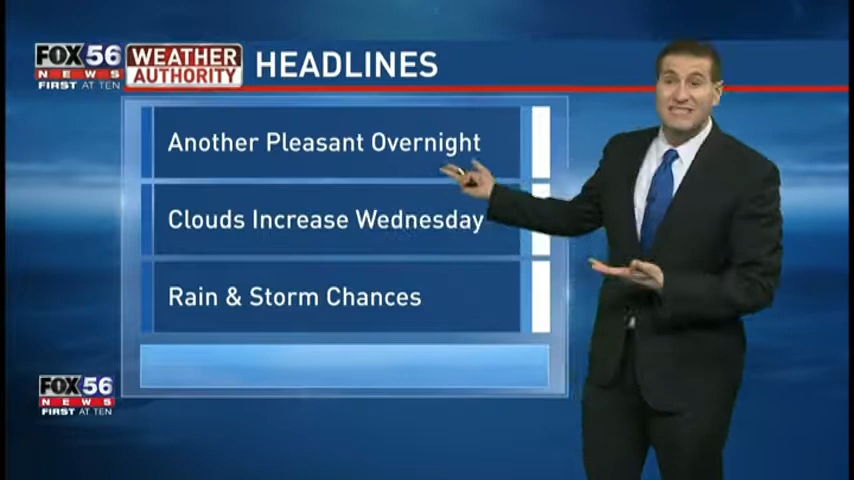 FOX 56
NEWS
FIRST AT TEN
WEATHER
AUTHORITY
HEADLINES
Another Pleasant Overnight
Clouds Increase Wednesday
Rain & Storm Chances
FOX 56
NEWS
FIRST AT TEN